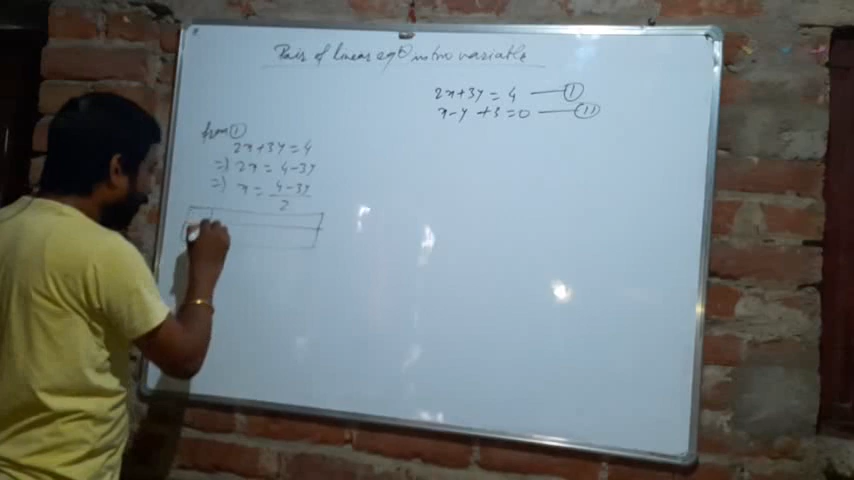 Pair of linear eqn in two variable
2x+3y = 4 — (I)
x-y +3=0 — (II)
from (I)
2x+3y=4
=) 2x = 4-3y
=) x = 4-3y
2